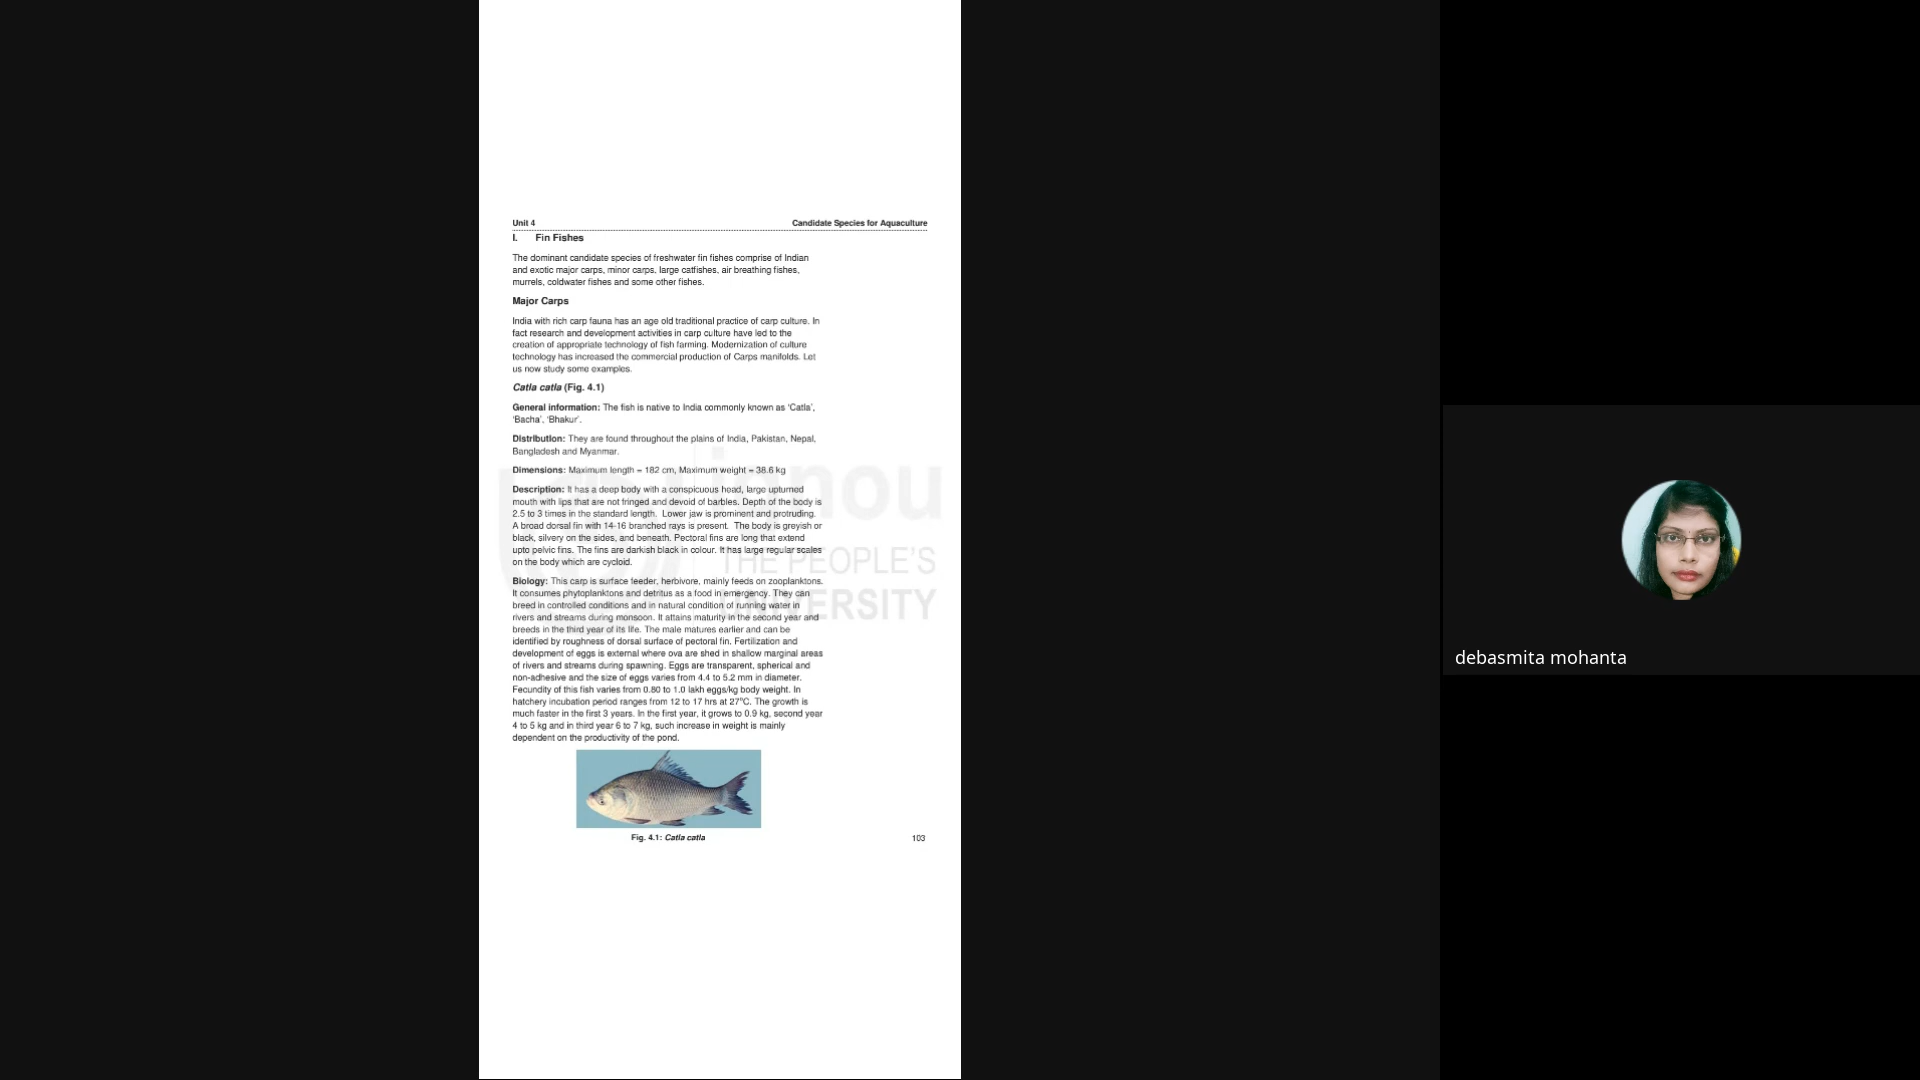 Unit 4 Candidate Species for Aquaculture
I. Fin Fishes
The dominant candidate species of freshwater fin fishes comprise of Indian
and exotic major carps, minor carps, large catfishes, air breathing fishes,
murrels, coldwater fishes and some other fishes.
Major Carps
India with rich carp fauna has an age old traditional practice of carp culture. In
fact research and development activities in carp culture have led to the
creation of appropriate technology of fish farming. Modernization of culture
technology has increased the commercial production of Carps manifolds. Let
us now study some examples.
Catla catla (Fig. 4.1)
General information: The fish is native to India commonly known as ‘Catla’,
‘Bacha’, ‘Bhakur’.
Distribution: They are found throughout the plains of India, Pakistan, Nepal,
Bangladesh and Myanmar.
Dimensions: Maximum length = 182 cm, Maximum weight = 38.6 kg
Description: It has a deep body with a conspicuous head, large upturned
mouth with lips that are not fringed and devoid of barbles. Depth of the body is
2.5 to 3 times in the standard length. Lower jaw is prominent and protruding.
A broad dorsal fin with 14-16 branched rays is present. The body is greyish or
black, silvery on the sides, and beneath. Pectoral fins are long that extend
upto pelvic fins. The fins are darkish black in colour. It has large regular scales
on the body which are cycloid.
Biology: This carp is surface feeder, herbivore, mainly feeds on zooplanktons.
It consumes phytoplanktons and detritus as a food in emergency. They can
breed in controlled conditions and in natural condition of running water in
rivers and streams during monsoon. It attains maturity in the second year and
breeds in the third year of its life. The male matures earlier and can be
identified by roughness of dorsal surface of pectoral fin. Fertilization and
development of eggs is external where ova are shed in shallow marginal areas
of rivers and streams during spawning. Eggs are transparent, spherical and
non-adhesive and the size of eggs varies from 4.4 to 5.2 mm in diameter.
Fecundity of this fish varies from 0.80 to 1.0 lakh eggs/kg body weight. In
hatchery incubation period ranges from 12 to 17 hrs at 27°C. The growth is
much faster in the first 3 years. In the first year, it grows to 0.9 kg, second year
4 to 5 kg and in third year 6 to 7 kg, such increase in weight is mainly
dependent on the productivity of the pond.
Fig. 4.1: Catla catla
103
ignou
THE PEOPLE'S
UNIVERSITY
debasmita mohanta